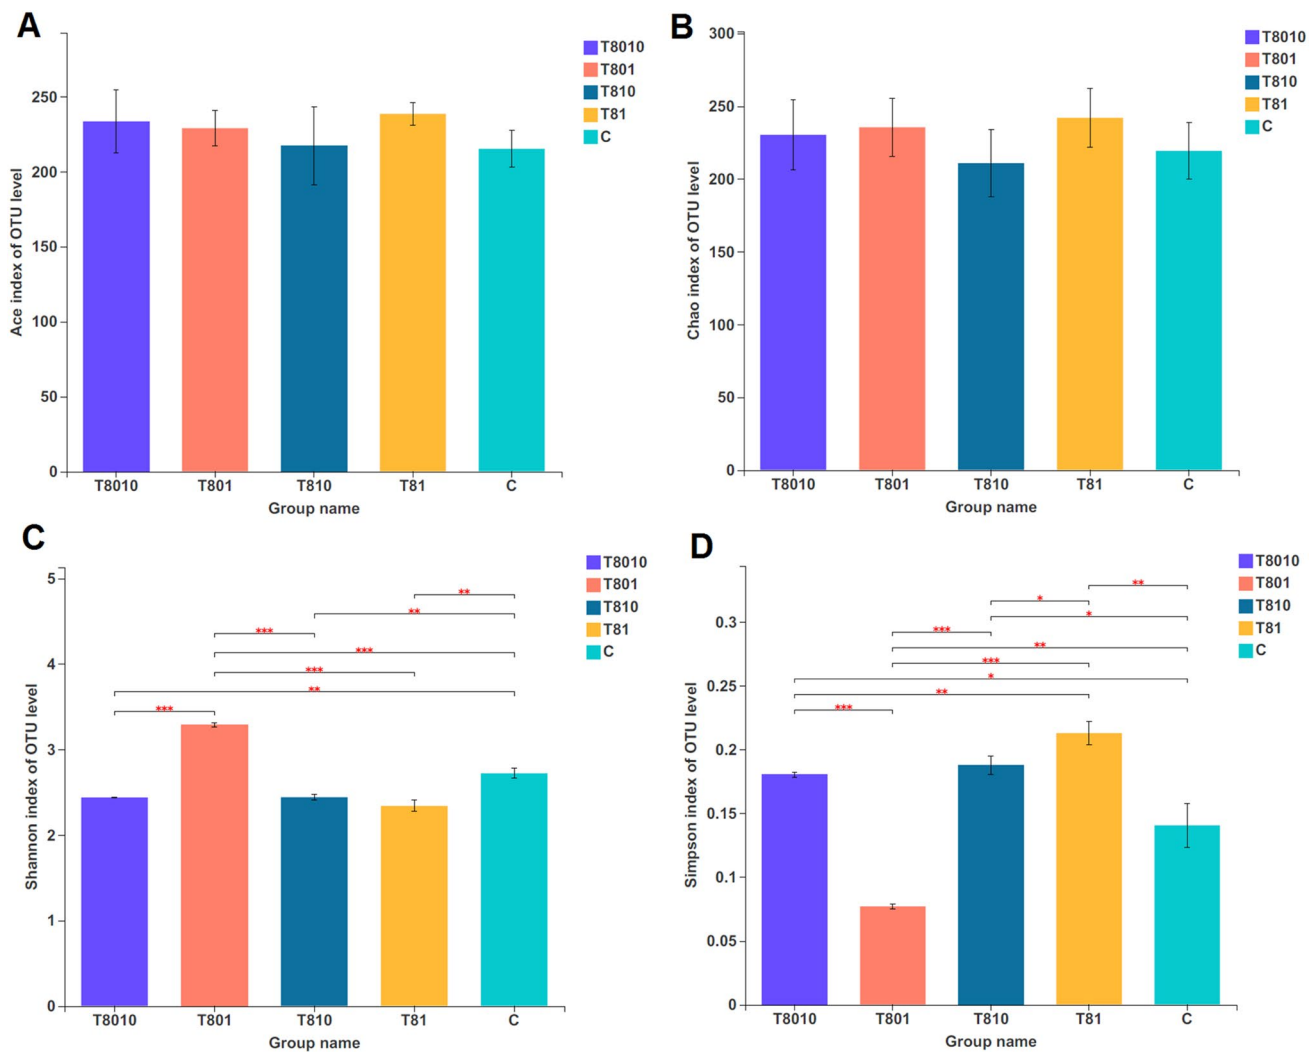 A
T8010
T801
T810
T81
C
250
200
150
100
50
0
Ace index of OTU level
T8010 T801 T810 T81 C
Group name
B
T8010
T801
T810
T81
C
300
250
200
150
100
50
0
Chao index of OTU level
T8010 T801 T810 T81 C
Group name
C
T8010
T801
T810
T81
C
5
4
3
2
1
0
Shannon index of OTU level
**
**
***
***
***
**
***
T8010 T801 T810 T81 C
Group name
D
T8010
T801
T810
T81
C
0.3
0.25
0.2
0.15
0.1
0.05
0
Simpson index of OTU level
**
*
*
***
**
***
*
**
***
T8010 T801 T810 T81 C
Group name